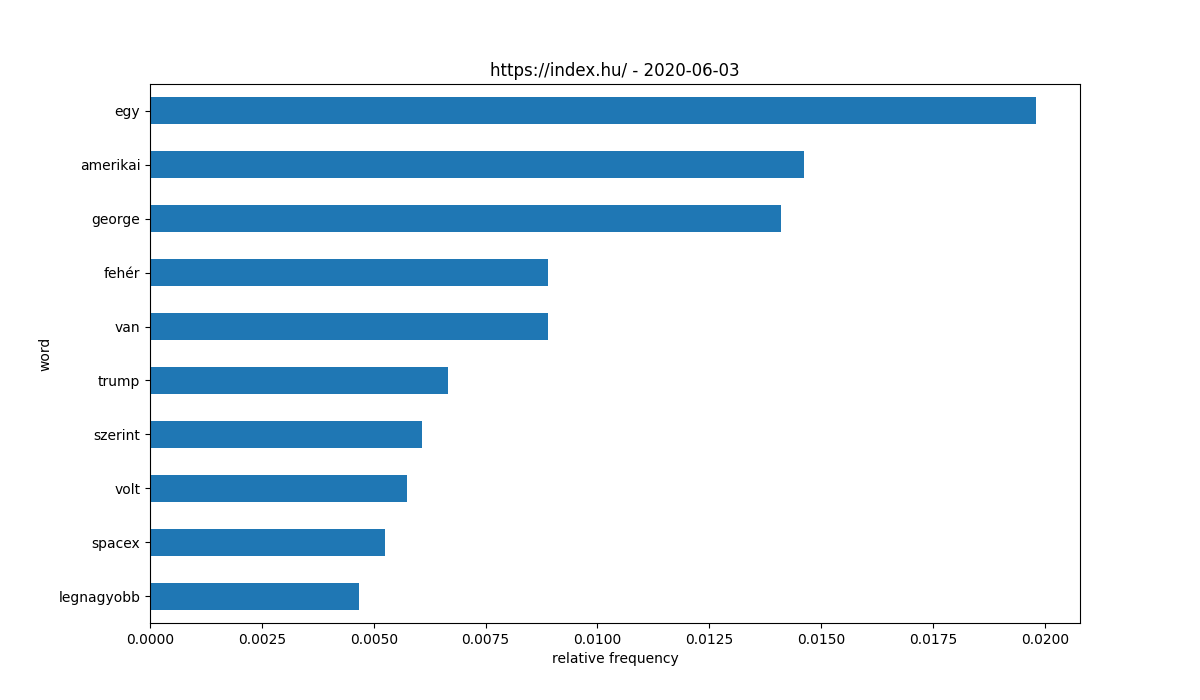 https://index.hu/ - 2020-06-03
egy
amerikai
george
fehér
van
trump
szerint
volt
spacex
legnagyobb
word
0.0000 0.0025 0.0050 0.0075 0.0100 0.0125 0.0150 0.0175 0.0200
relative frequency